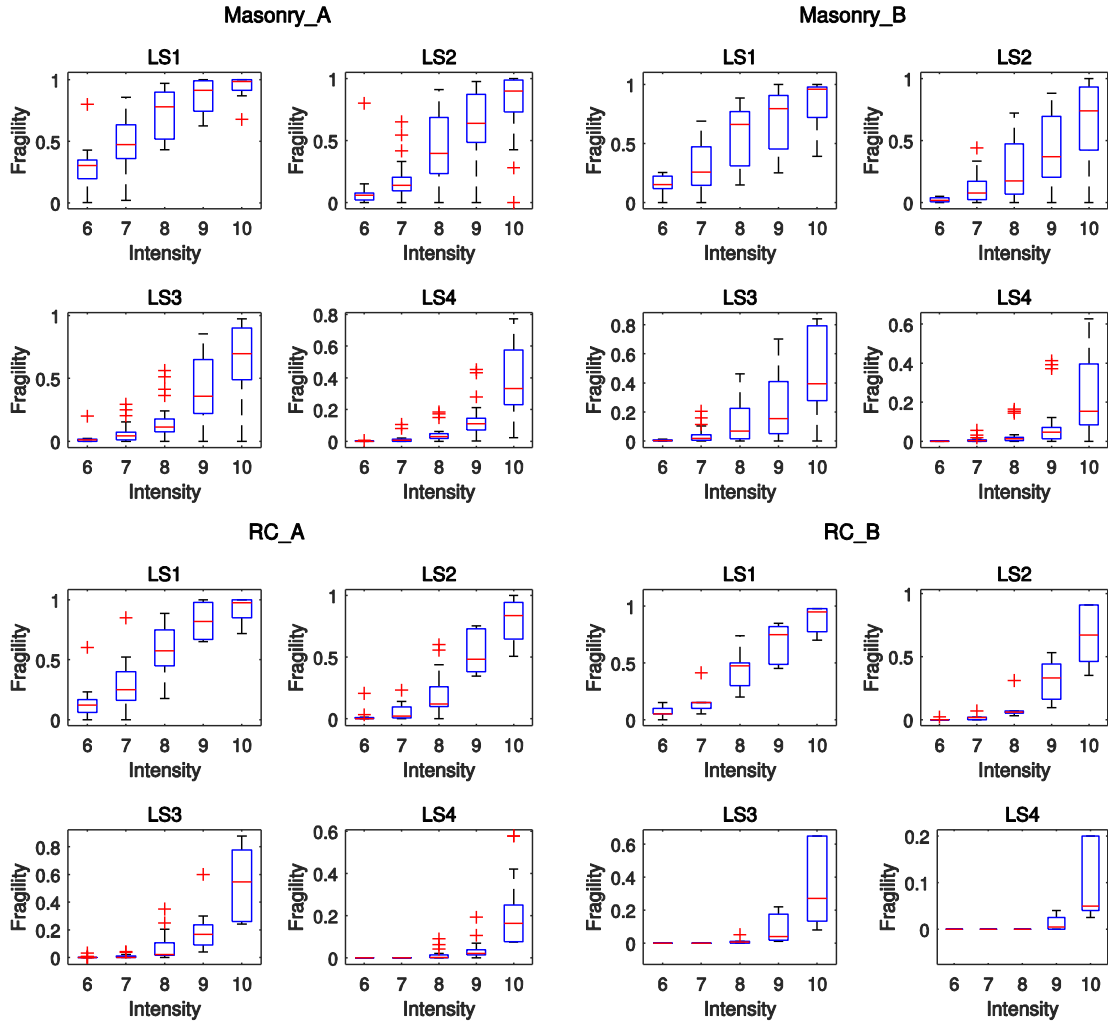 Masonry_A
Masonry_B
LS1
LS2
LS1
LS2
Fragility
1
0.5
0
6 7 8 9 10
Intensity
Fragility
1
0.5
0
6 7 8 9 10
Intensity
Fragility
1
0.5
0
6 7 8 9 10
Intensity
Fragility
1
0.5
0
6 7 8 9 10
Intensity
LS3
LS4
LS3
LS4
Fragility
1
0.5
0
6 7 8 9 10
Intensity
Fragility
0.8
0.6
0.4
0.2
0
6 7 8 9 10
Intensity
Fragility
0.8
0.6
0.4
0.2
0
6 7 8 9 10
Intensity
Fragility
0.6
0.4
0.2
0
6 7 8 9 10
Intensity
RC_A
RC_B
LS1
LS2
LS1
LS2
Fragility
1
0.5
0
6 7 8 9 10
Intensity
Fragility
1
0.5
0
6 7 8 9 10
Intensity
Fragility
1
0.5
0
6 7 8 9 10
Intensity
Fragility
1
0.5
0
6 7 8 9 10
Intensity
LS3
LS4
LS3
LS4
Fragility
0.8
0.6
0.4
0.2
0
6 7 8 9 10
Intensity
Fragility
0.6
0.4
0.2
0
6 7 8 9 10
Intensity
Fragility
0.6
0.4
0.2
0
6 7 8 9 10
Intensity
Fragility
0.2
0.1
0
6 7 8 9 10
Intensity